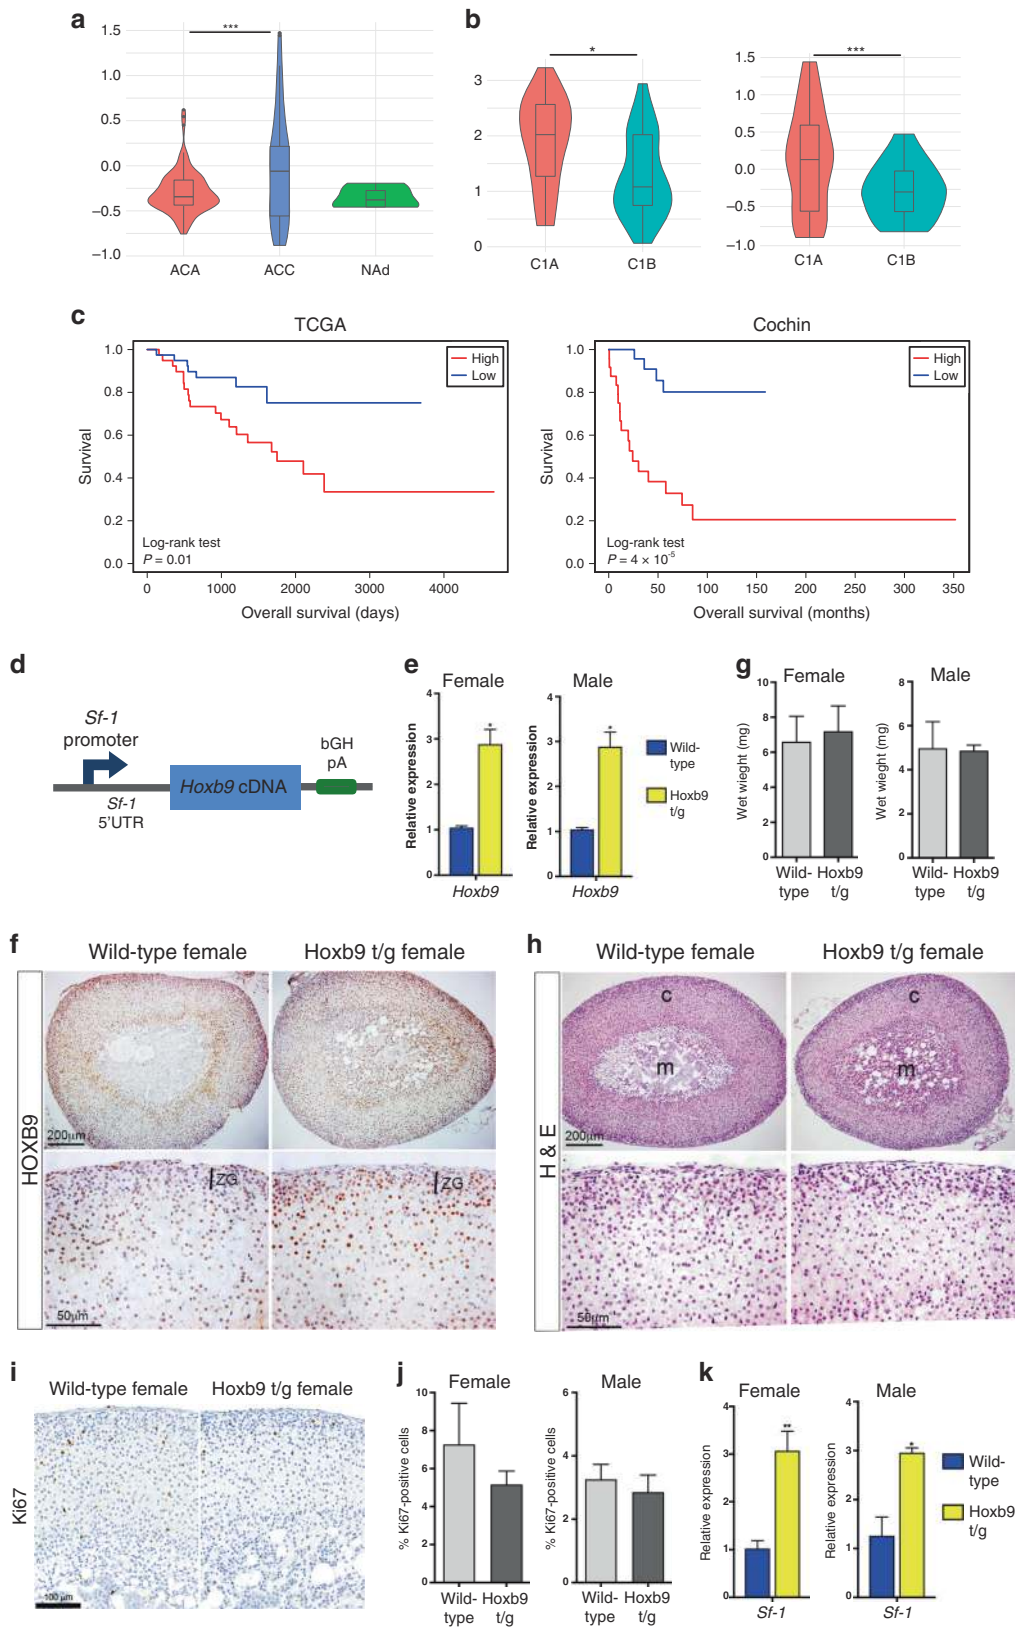 a
***
1.5
1.0
0.5
0.0
−0.5
−1.0
ACA
ACC
NAd
b
*
3
2
1
0
C1A
C1B
***
1.5
1.0
0.5
0.0
−0.5
−1.0
C1A
C1B
c
TCGA
Survival
1.0
0.8
0.6
0.4
0.2
0.0
High
Low
Log-rank test
P = 0.01
0
1000
2000
3000
4000
Overall survival (days)
Cochin
Survival
1.0
0.8
0.6
0.4
0.2
0.0
High
Low
Log-rank test
P = 4 × 10⁻⁵
0
50
100
150
200
250
300
350
Overall survival (months)
d
Sf-1
promoter
Hoxb9 cDNA
bGH
pA
Sf-1
5'UTR
e
Female
Relative expression
4
3
2
1
0
*
Hoxb9
Male
Relative expression
4
3
2
1
0
*
Hoxb9
Wild-
type
Hoxb9
t/g
g
Female
Wet wieght (mg)
10
8
6
4
2
0
Wild-
type
Hoxb9
t/g
Male
Wet wieght (mg)
8
6
4
2
0
Wild-
type
Hoxb9
t/g
f
Wild-type female
Hoxb9 t/g female
HOXB9
200µm
ZG
ZG
50µm
h
Wild-type female
Hoxb9 t/g female
H & E
c
m
c
m
200µm
50µm
i
Wild-type female
Hoxb9 t/g female
Ki67
100 µm
j
Female
% Ki67-positive cells
10
8
6
4
2
0
Wild-
type
Hoxb9
t/g
Male
% Ki67-positive cells
6
4
2
0
Wild-
type
Hoxb9
t/g
k
Female
Relative expression
4
3
2
1
0
**
Sf-1
Male
Relative expression
4
3
2
1
0
*
Sf-1
Wild-
type
Hoxb9
t/g